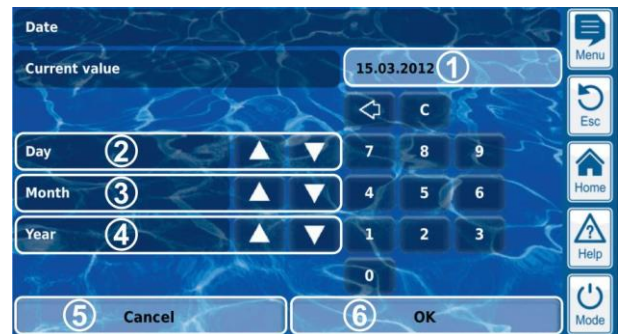 Date
Current value 15.03.2012 ①
C
Day ② 7 8 9
Month ③ 4 5 6
Year ④ 1 2 3
0
⑤ Cancel ⑥ OK
Menu
Esc
Home
? Help
Mode